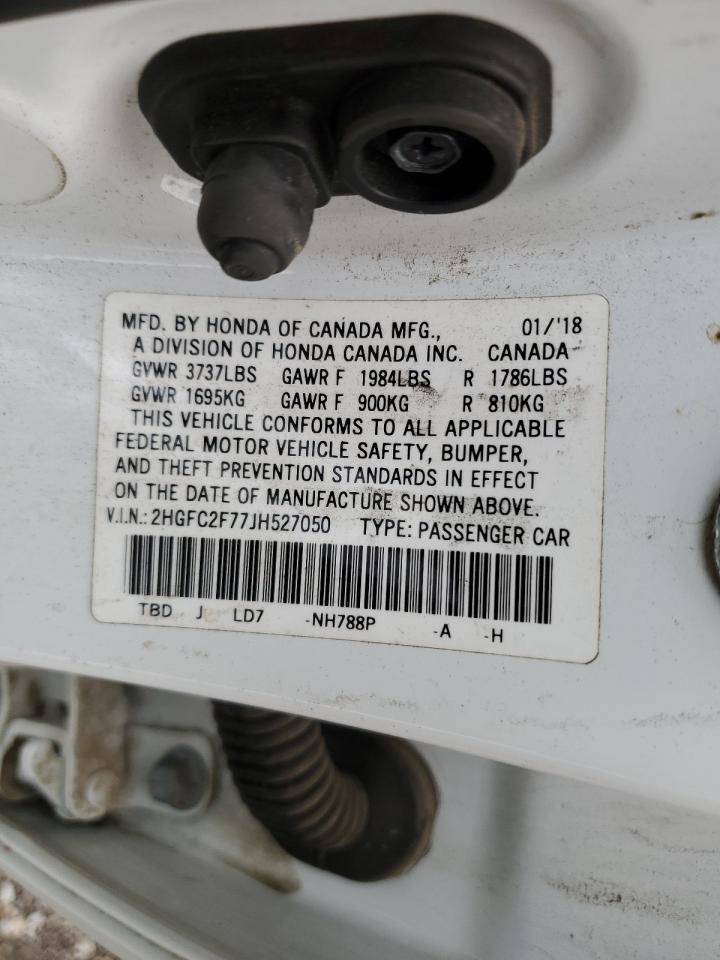 MFD. BY HONDA OF CANADA MFG., 01/'18
A DIVISION OF HONDA CANADA INC. CANADA
GVWR 3737LBS GAWR F 1984LBS R 1786LBS
GVWR 1695KG GAWR F 900KG R 810KG
THIS VEHICLE CONFORMS TO ALL APPLICABLE
FEDERAL MOTOR VEHICLE SAFETY, BUMPER,
AND THEFT PREVENTION STANDARDS IN EFFECT
ON THE DATE OF MANUFACTURE SHOWN ABOVE.
V.I.N.: 2HGFC2F77JH527050 TYPE: PASSENGER CAR
TBD J LD7 -NH788P -A -H